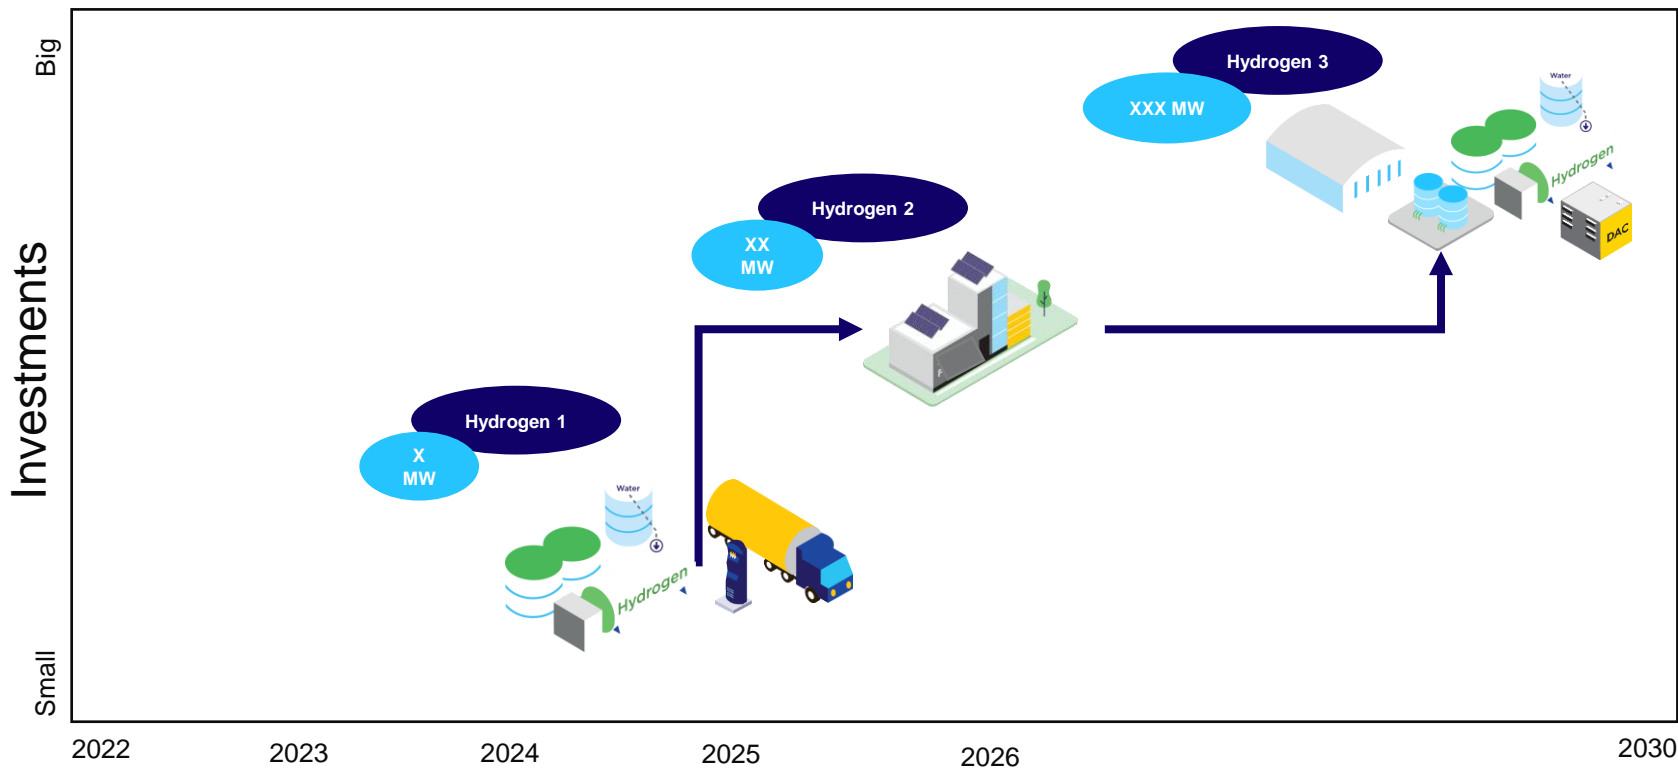 Big
Investments
Small
Hydrogen 3
XXX MW
Water
Hydrogen
DAC
Hydrogen 2
XX
MW
F
Hydrogen 1
X
MW
Water
Hydrogen
2022
2023
2024
2025
2026
2030